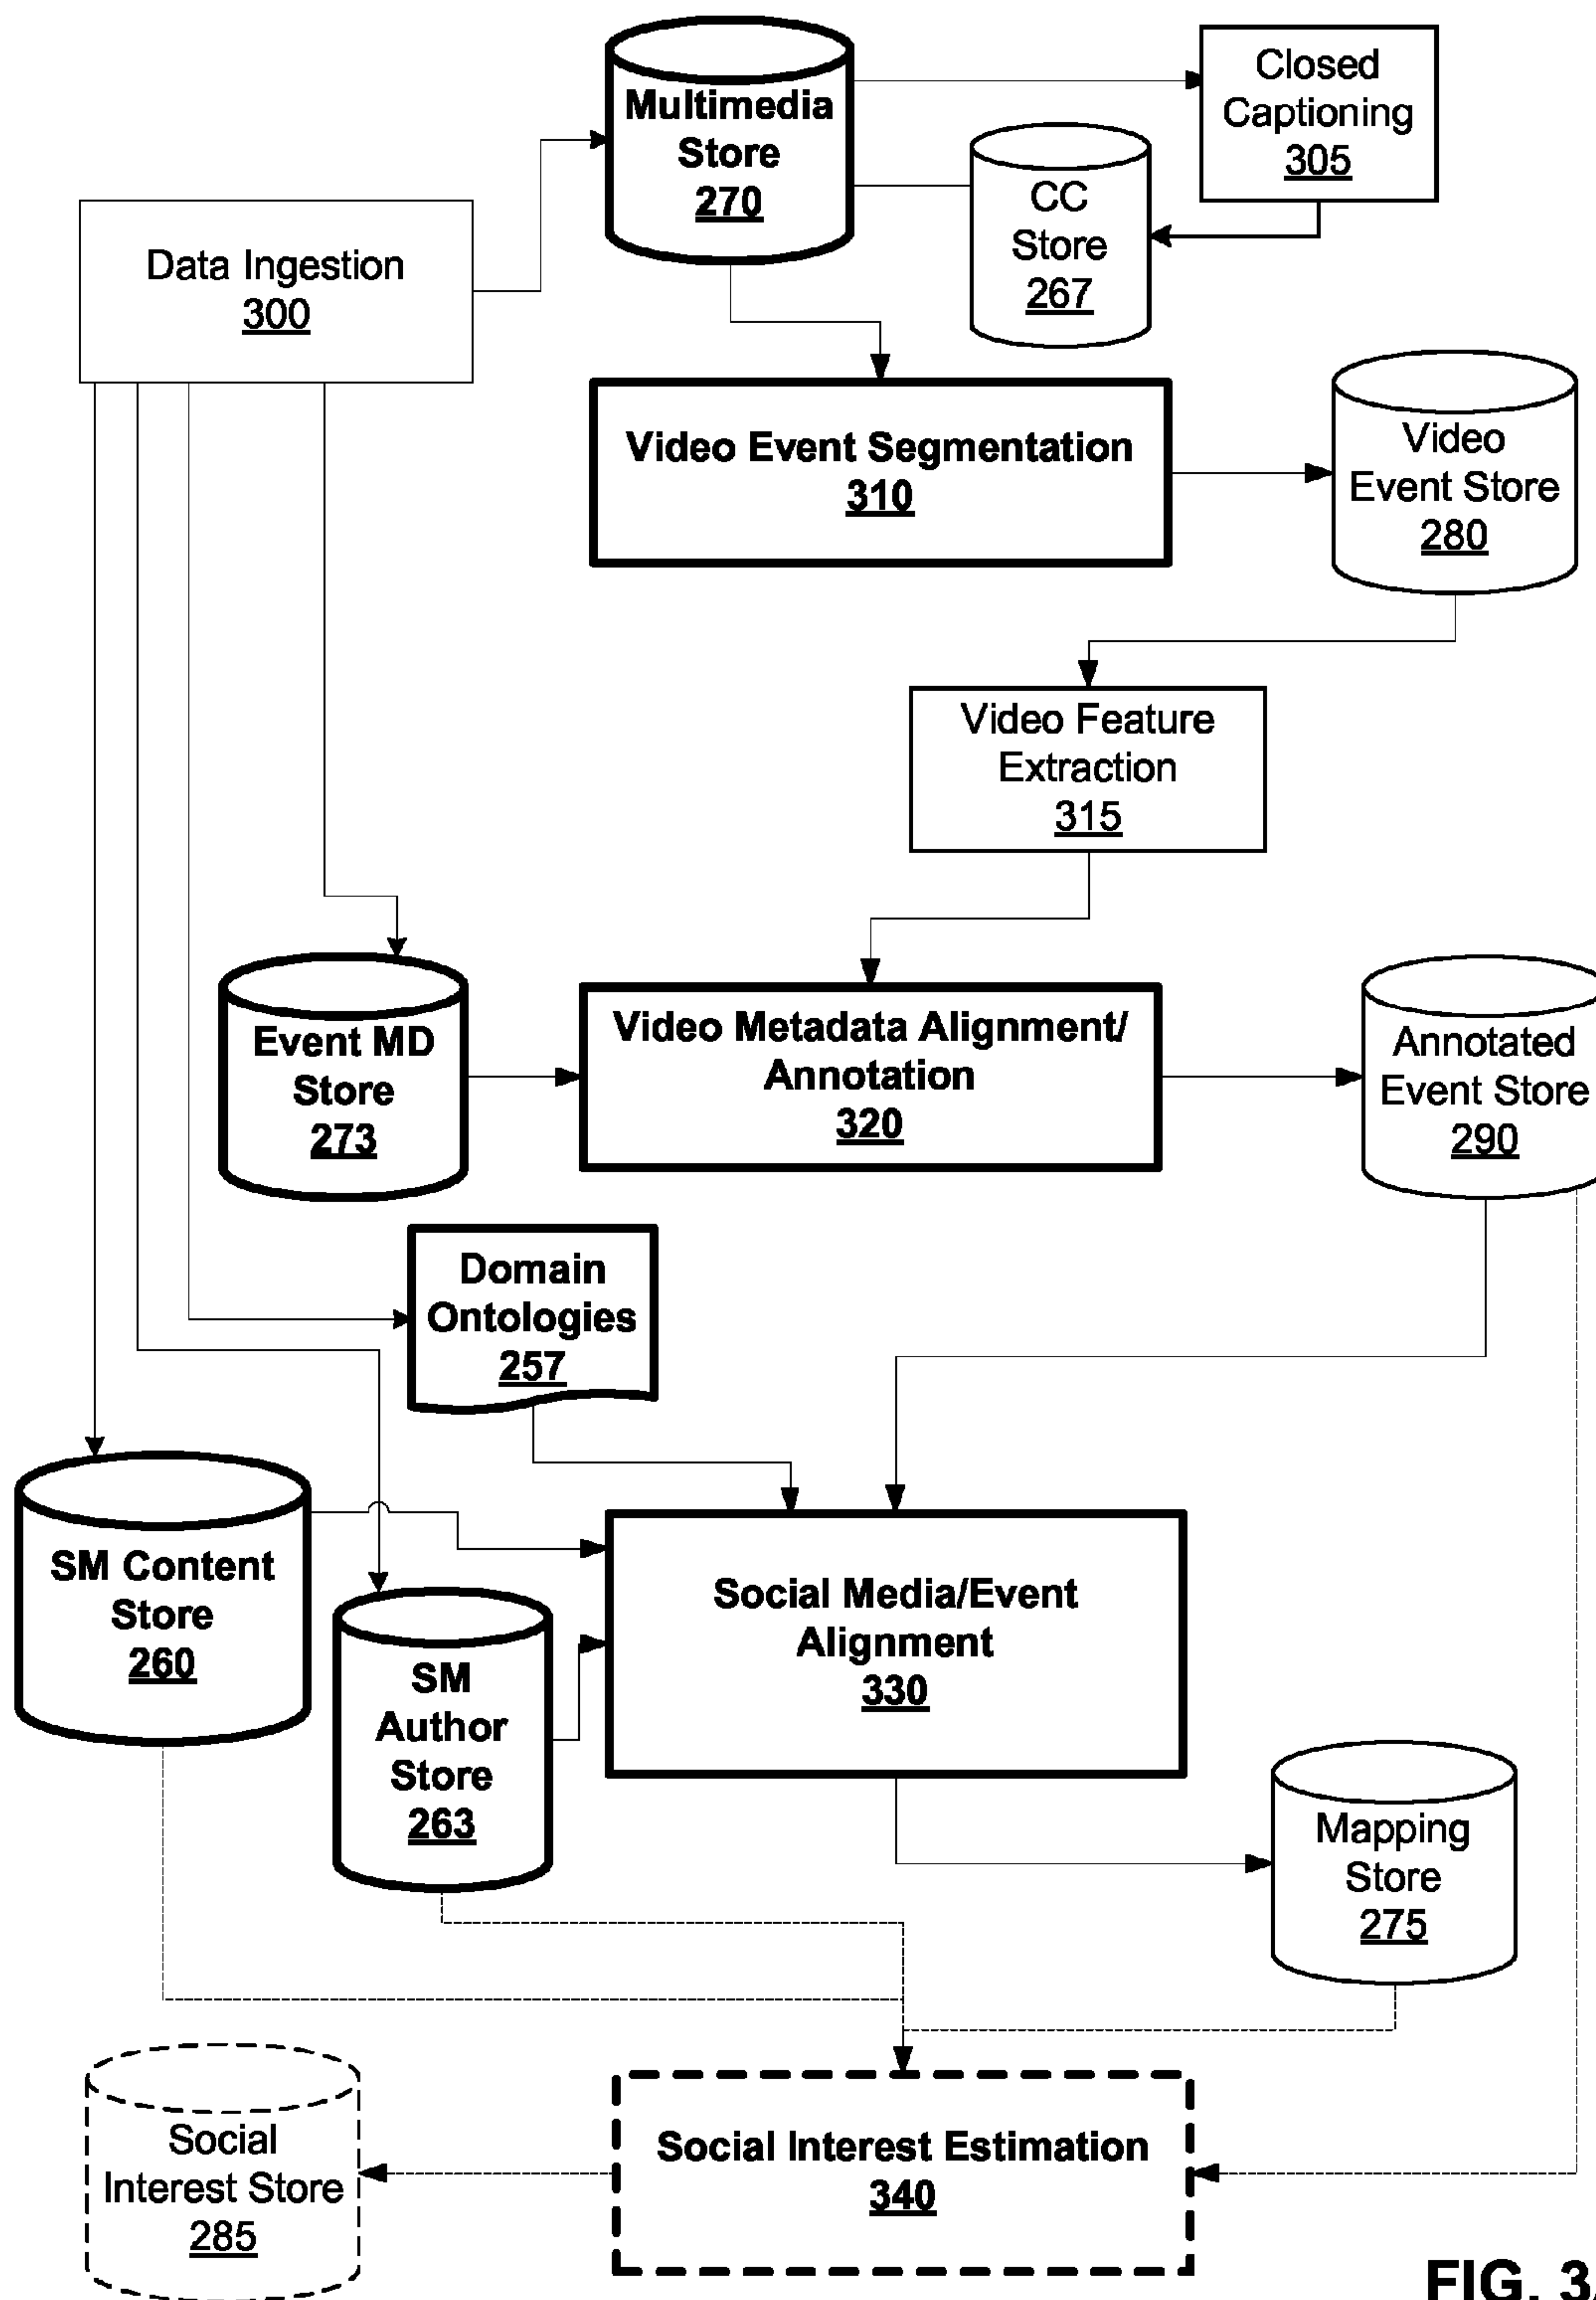 Multimedia
Store
270
Closed
Captioning
305
CC
Store
267
Data Ingestion
300
Video Event Segmentation
310
Video
Event Store
280
Video Feature
Extraction
315
Event MD
Store
273
Video Metadata Alignment/
Annotation
320
Annotated
Event Store
290
Domain
Ontologies
257
SM Content
Store
260
SM
Author
Store
263
Social Media/Event
Alignment
330
Mapping
Store
275
Social
Interest Store
285
Social Interest Estimation
340
FIG. 3